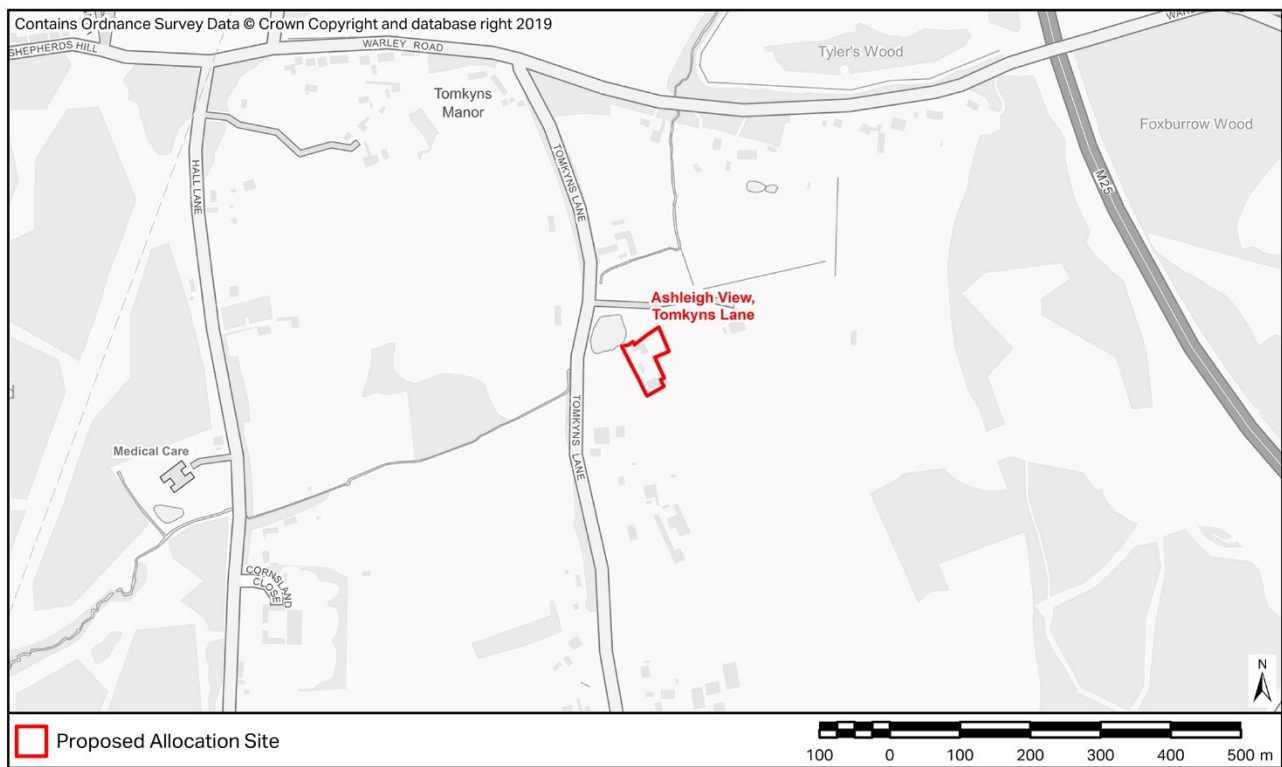 Contains Ordnance Survey Data © Crown Copyright and database right 2019
SHEPHERDS HILL
WARLEY ROAD
Tyler's Wood
Tomkyns
Manor
Foxburrow Wood
M25
HALL LANE
TOMKYNS LANE
Ashleigh View,
Tomkyns Lane
TOMKYNS LANE
Medical Care
CORNSLAND
CLOSE
N
Proposed Allocation Site
100 0 100 200 300 400 500 m